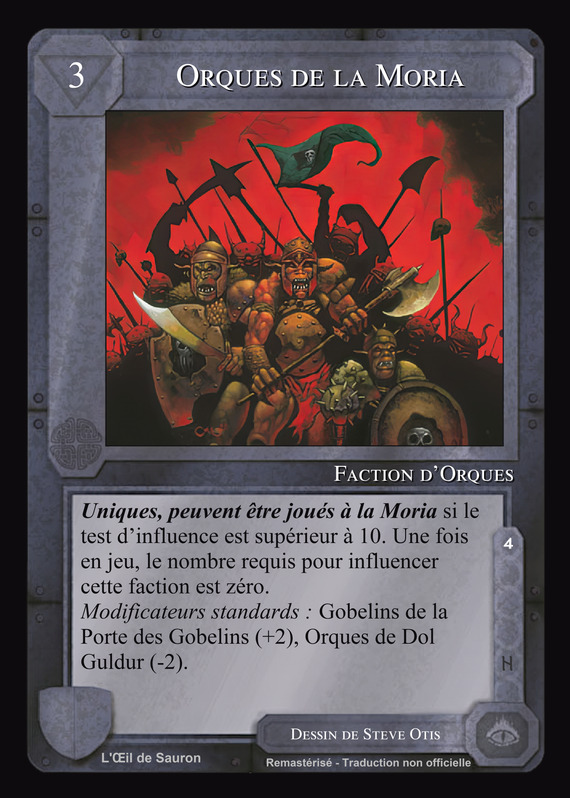 3
Orques de la Moria
Faction d'Orques
Uniques, peuvent être joués à la Moria si le
test d'influence est supérieur à 10. Une fois
en jeu, le nombre requis pour influencer
cette faction est zéro.
Modificateurs standards : Gobelins de la
Porte des Gobelins (+2), Orques de Dol
Guldur (-2).
4
Dessin de Steve Otis
L'Œil de Sauron
Remastérisé - Traduction non officielle